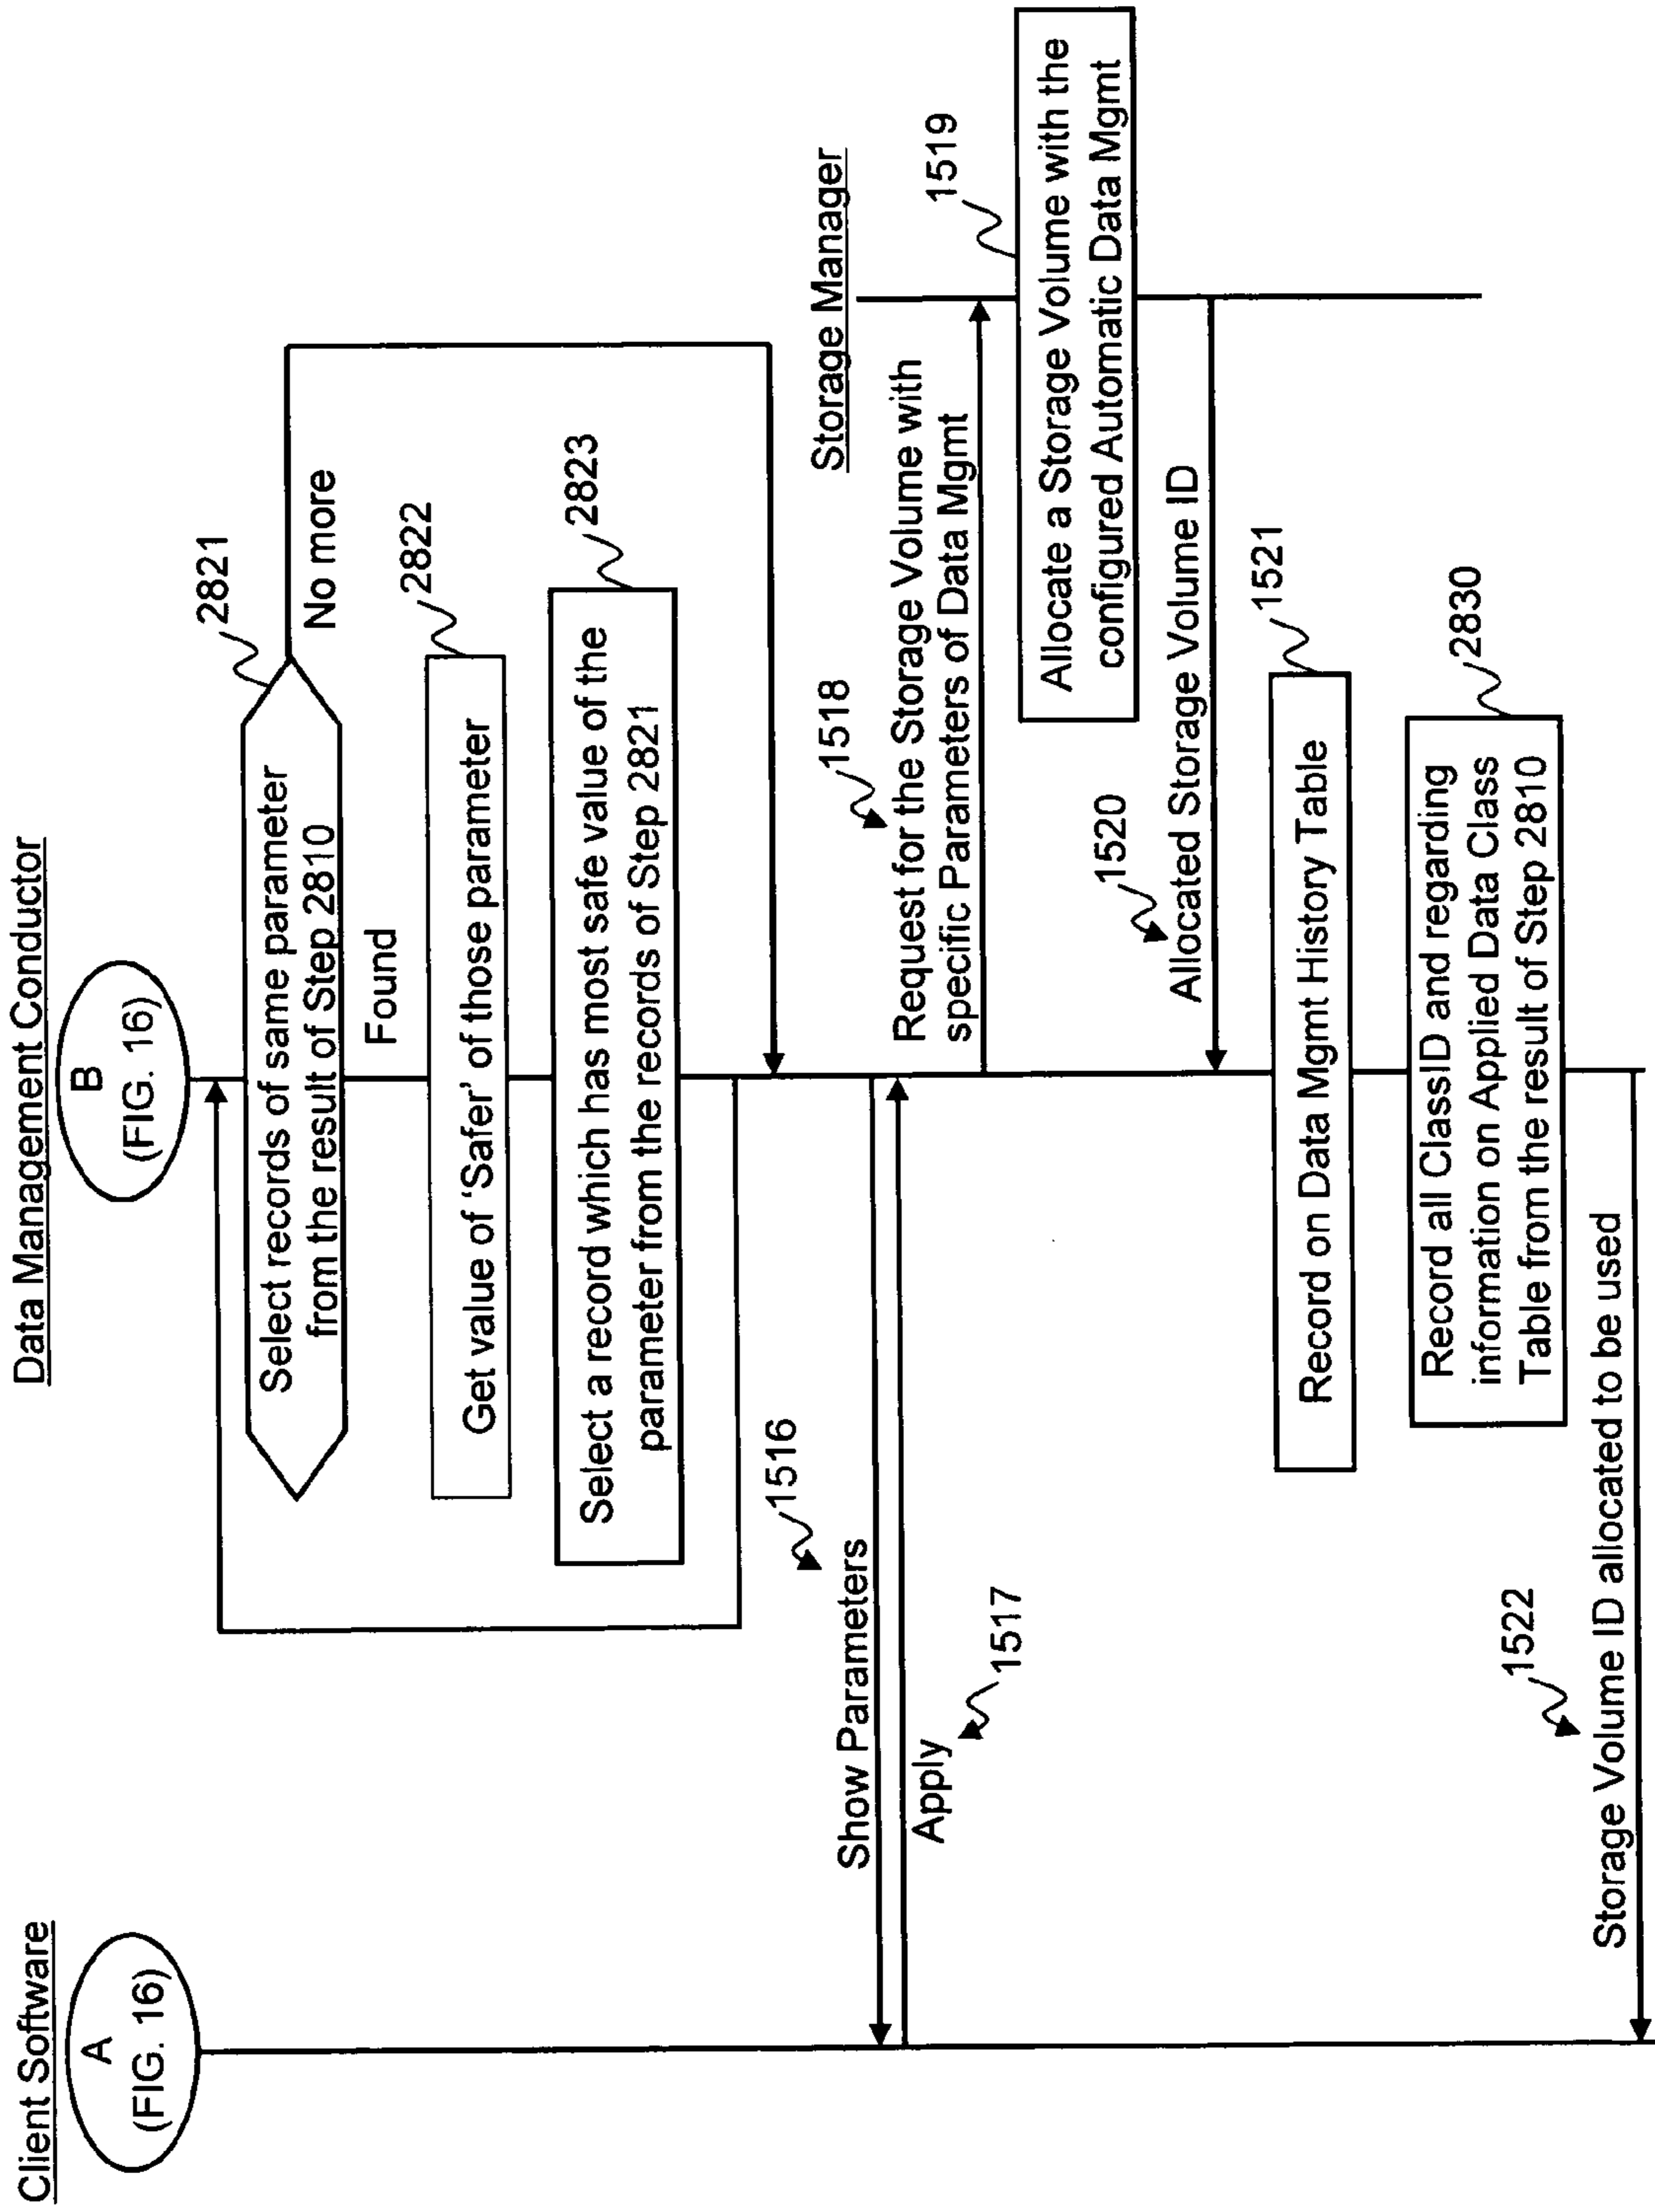 Client Software
Data Management Conductor
Storage Manager
A
(FIG. 16)
B
(FIG. 16)
2821
Select records of same parameter
from the result of Step 2810
No more
Found
2822
Get value of ‘Safer’ of those parameter
2823
Select a record which has most safe value of the
parameter from the records of Step 2821
1516
Show Parameters
Apply
1517
1518
Request for the Storage Volume with
specific Parameters of Data Mgmt
1519
Allocate a Storage Volume with the
configured Automatic Data Mgmt
1520
Allocated Storage Volume ID
1521
Record on Data Mgmt History Table
2830
Record all ClassID and regarding
information on Applied Data Class
Table from the result of Step 2810
1522
Storage Volume ID allocated to be used